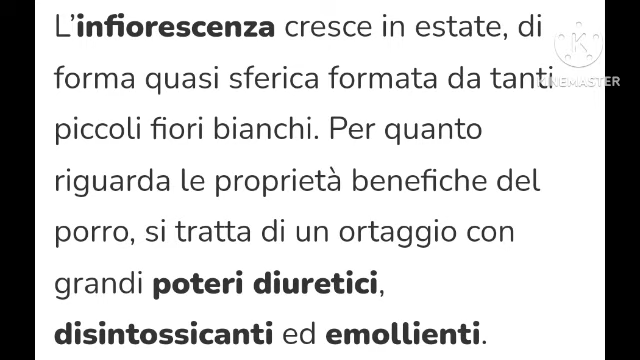 L’infiorescenza cresce in estate, di
forma quasi sferica formata da tanti
piccoli fiori bianchi. Per quanto
riguarda le proprietà benefiche del
porro, si tratta di un ortaggio con
grandi poteri diuretici,
disintossicanti ed emollienti.
K
KINEMASTER